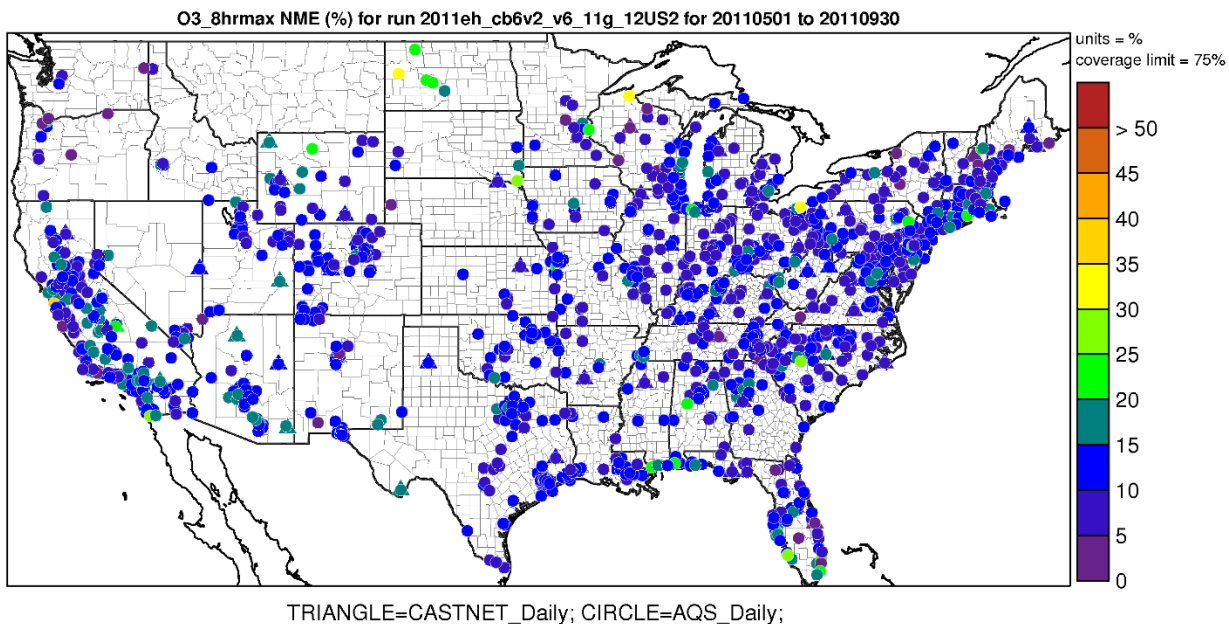 O3_8hrmax NME (%) for run 2011eh_cb6v2_v6_11g_12US2 for 20110501 to 20110930
units = %
coverage limit = 75%
> 50
45
40
35
30
25
20
15
10
5
0
TRIANGLE=CASTNET_Daily; CIRCLE=AQS_Daily;